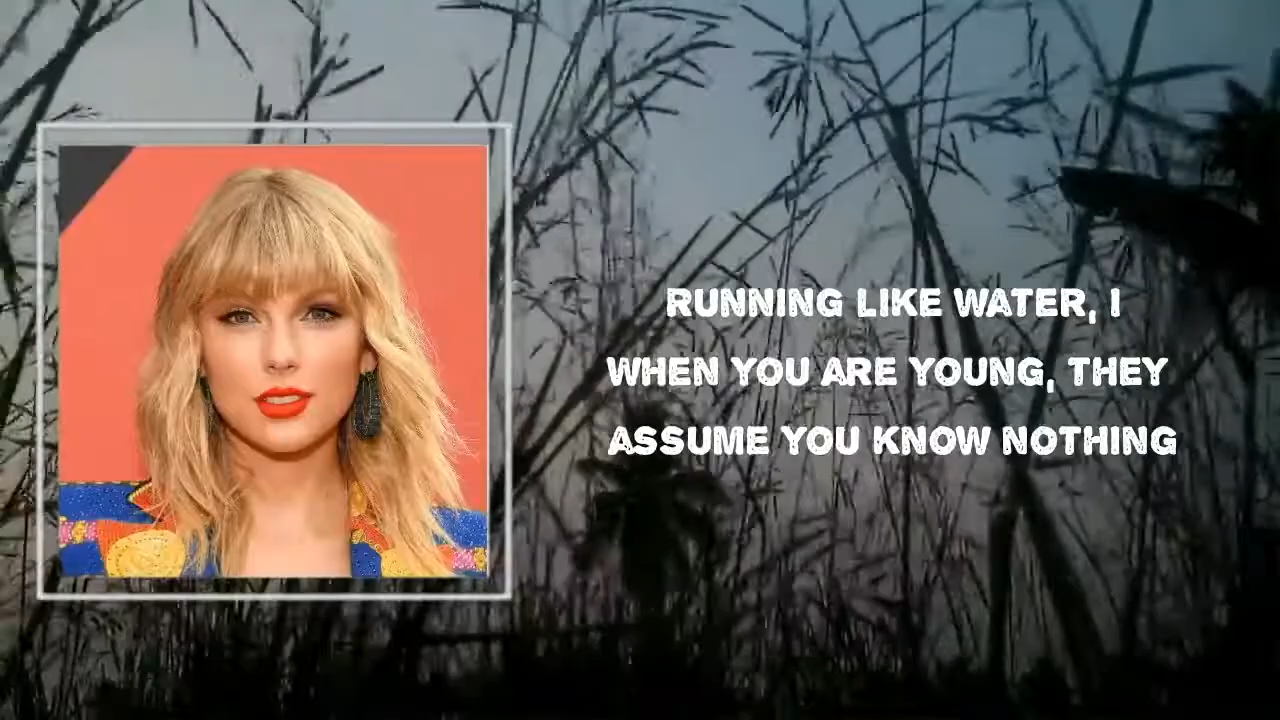 RUNNING LIKE WATER, I
WHEN YOU ARE YOUNG, THEY
ASSUME YOU KNOW NOTHING